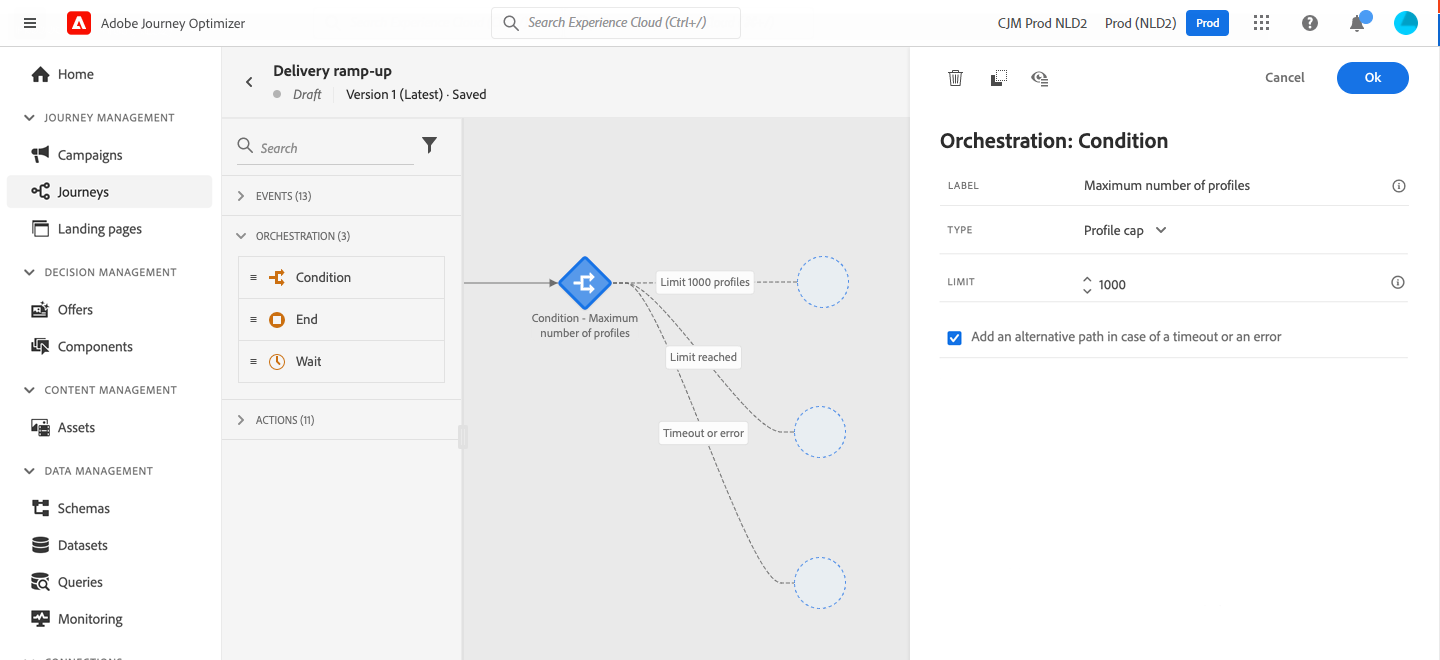 Adobe Journey Optimizer
Search Experience Cloud (Ctrl+/)
CJM Prod NLD2
Prod (NLD2)
Prod
Home
JOURNEY MANAGEMENT
Campaigns
Journeys
Landing pages
DECISION MANAGEMENT
Offers
Components
CONTENT MANAGEMENT
Assets
DATA MANAGEMENT
Schemas
Datasets
Queries
Monitoring
CONNECTIONS
Delivery ramp-up
Draft
Version 1 (Latest) · Saved
Search
EVENTS (13)
ORCHESTRATION (3)
Condition
End
Wait
ACTIONS (11)
Condition - Maximum
number of profiles
Limit 1000 profiles
Limit reached
Timeout or error
Cancel
Ok
Orchestration: Condition
LABEL
Maximum number of profiles
TYPE
Profile cap
LIMIT
1000
Add an alternative path in case of a timeout or an error